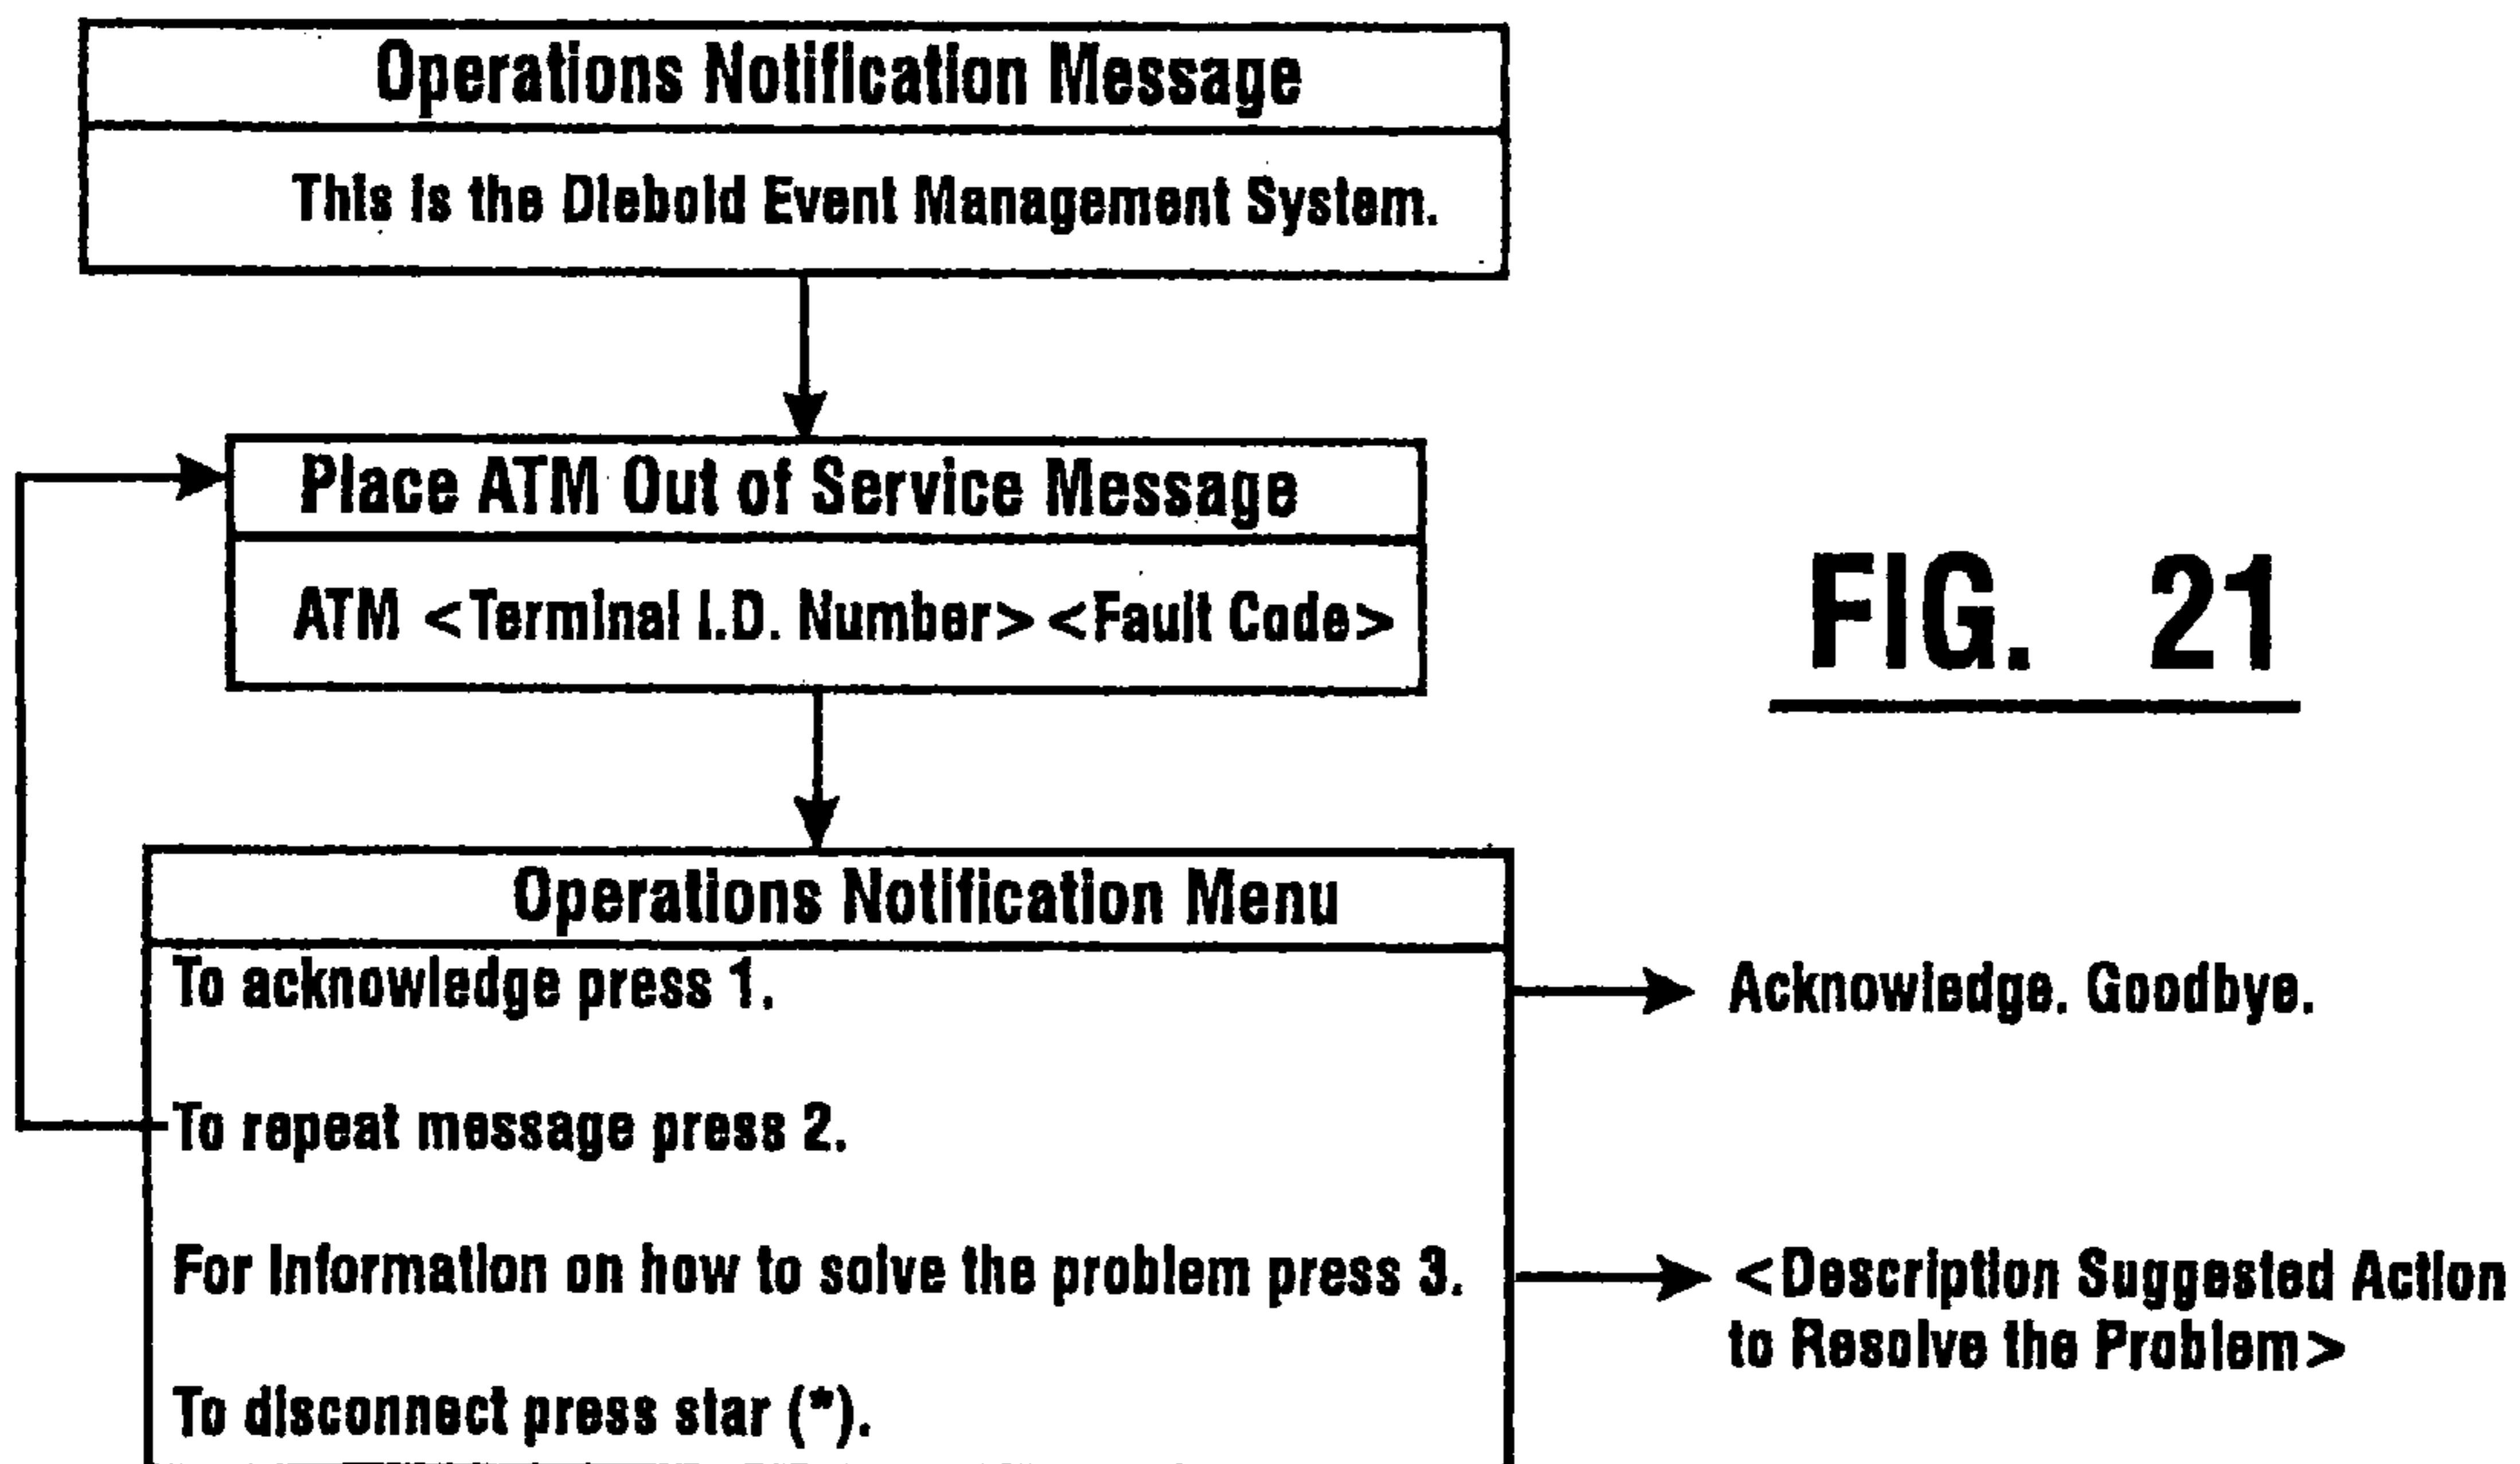 Operations Notification Message
This is the Diebold Event Management System.
Place ATM Out of Service Message
ATM <Terminal I.D. Number> <Fault Code>
FIG. 21
Operations Notification Menu
To acknowledge press 1.
Acknowledge. Goodbye.
To repeat message press 2.
For Information on how to solve the problem press 3.
<Description Suggested Action
to Resolve the Problem>
To disconnect press star (*).